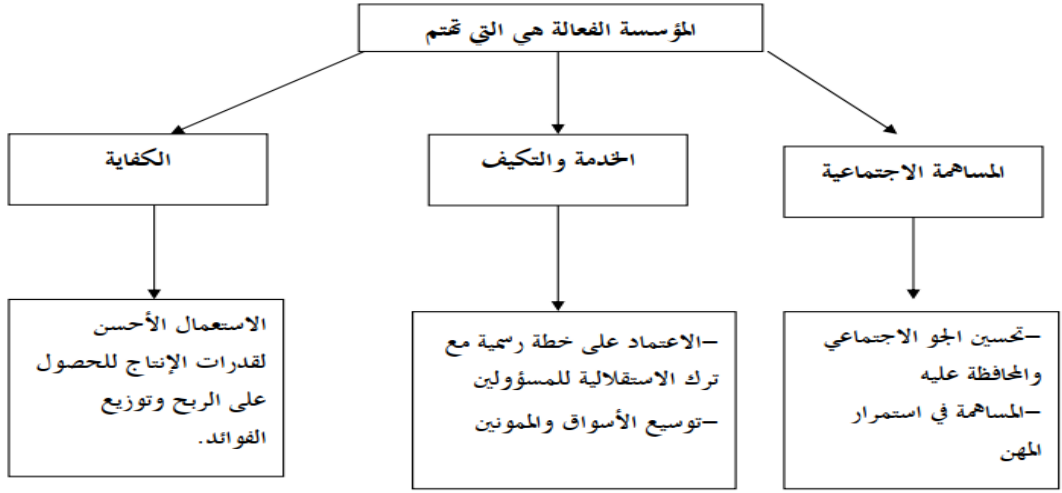 المؤسسة الفعالة هي التي تهتم
المساهمة الاجتماعية
الخدمة والتكيف
الكفاية
–تحسين الجو الاجتماعي
والمحافظة عليه
–المساهمة في استمرار
المهن
–الاعتماد على خطة رسمية مع
ترك الاستقلالية للمسؤولين
–توسيع الأسواق والممونين
الاستعمال الأحسن
لقدرات الإنتاج للحصول
على الربح وتوزيع
الفوائد.